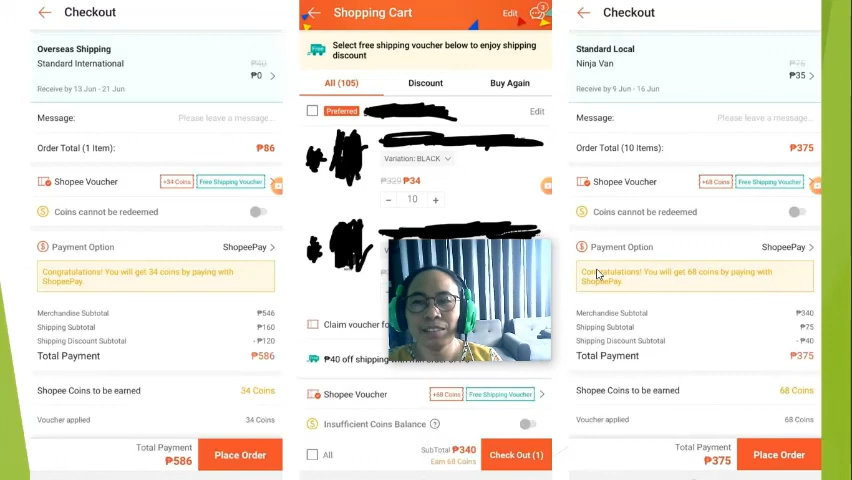 Checkout
Overseas Shipping
Standard International
₱40
₱0
Receive by 13 Jun - 21 Jun
Message:
Please leave a message...
Order Total (1 Item):
₱86
Shopee Voucher
+34 Coins
Free Shipping Voucher
Coins cannot be redeemed
Payment Option
ShopeePay
Congratulations! You will get 34 coins by paying with
ShopeePay.
Merchandise Subtotal
₱546
Shipping Subtotal
₱160
Shipping Discount Subtotal
- ₱120
Total Payment
₱586
Shopee Coins to be earned
34 Coins
Voucher applied
34 Coins
Total Payment
₱586
Place Order
Shopping Cart
Edit
3
Select free shipping voucher below to enjoy shipping
discount
All (105)
Discount
Buy Again
Preferred
Edit
Variation: BLACK
₱329 ₱34
10
Claim voucher
₱40 off shipping
Shopee Voucher
+68 Coins
Free Shipping Voucher
Insufficient Coins Balance
All
SubTotal ₱340
Earn 68 Coins
Check Out (1)
Checkout
Standard Local
Ninja Van
₱75
₱35
Receive by 9 Jun - 16 Jun
Message:
Please leave a message...
Order Total (10 Items):
₱375
Shopee Voucher
+68 Coins
Free Shipping Voucher
Coins cannot be redeemed
Payment Option
ShopeePay
Congratulations! You will get 68 coins by paying with
ShopeePay.
Merchandise Subtotal
₱340
Shipping Subtotal
₱75
Shipping Discount Subtotal
- ₱40
Total Payment
₱375
Shopee Coins to be earned
68 Coins
Voucher applied
68 Coins
Total Payment
₱375
Place Order